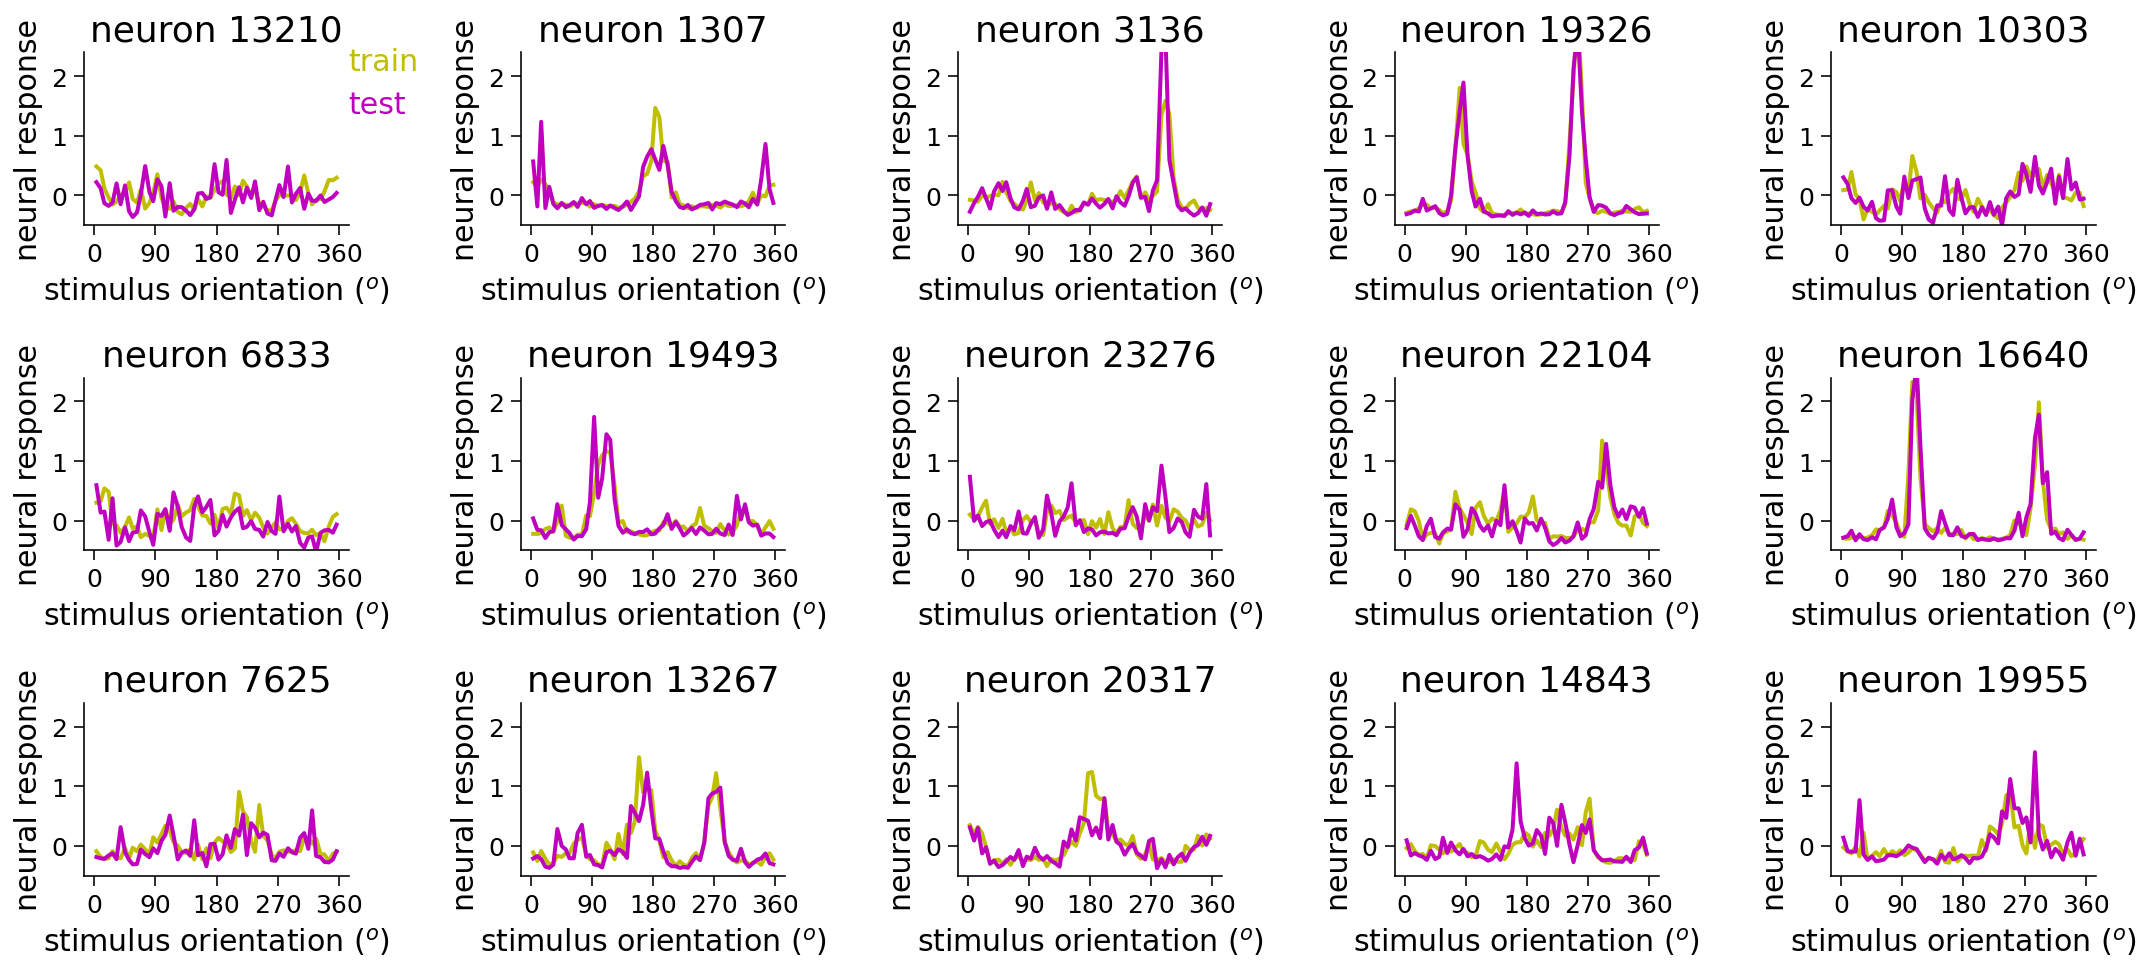 neuron 13210
neural response
2
1
0
0 90 180 270 360
stimulus orientation (o)
train
test
neuron 1307
neural response
2
1
0
0 90 180 270 360
stimulus orientation (o)
neuron 3136
neural response
2
1
0
0 90 180 270 360
stimulus orientation (o)
neuron 19326
neural response
2
1
0
0 90 180 270 360
stimulus orientation (o)
neuron 10303
neural response
2
1
0
0 90 180 270 360
stimulus orientation (o)
neuron 6833
neural response
2
1
0
0 90 180 270 360
stimulus orientation (o)
neuron 19493
neural response
2
1
0
0 90 180 270 360
stimulus orientation (o)
neuron 23276
neural response
2
1
0
0 90 180 270 360
stimulus orientation (o)
neuron 22104
neural response
2
1
0
0 90 180 270 360
stimulus orientation (o)
neuron 16640
neural response
2
1
0
0 90 180 270 360
stimulus orientation (o)
neuron 7625
neural response
2
1
0
0 90 180 270 360
stimulus orientation (o)
neuron 13267
neural response
2
1
0
0 90 180 270 360
stimulus orientation (o)
neuron 20317
neural response
2
1
0
0 90 180 270 360
stimulus orientation (o)
neuron 14843
neural response
2
1
0
0 90 180 270 360
stimulus orientation (o)
neuron 19955
neural response
2
1
0
0 90 180 270 360
stimulus orientation (o)